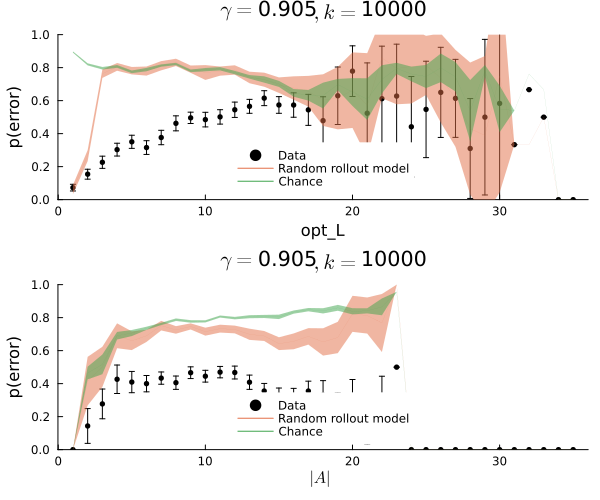 γ = 0.905, k = 10000
p(error)
1.0
0.8
0.6
0.4
0.2
0.0
Data
Random rollout model
Chance
0 10 20 30
opt_L
γ = 0.905, k = 10000
p(error)
1.0
0.8
0.6
0.4
0.2
0.0
Data
Random rollout model
Chance
0 10 20 30
|A|